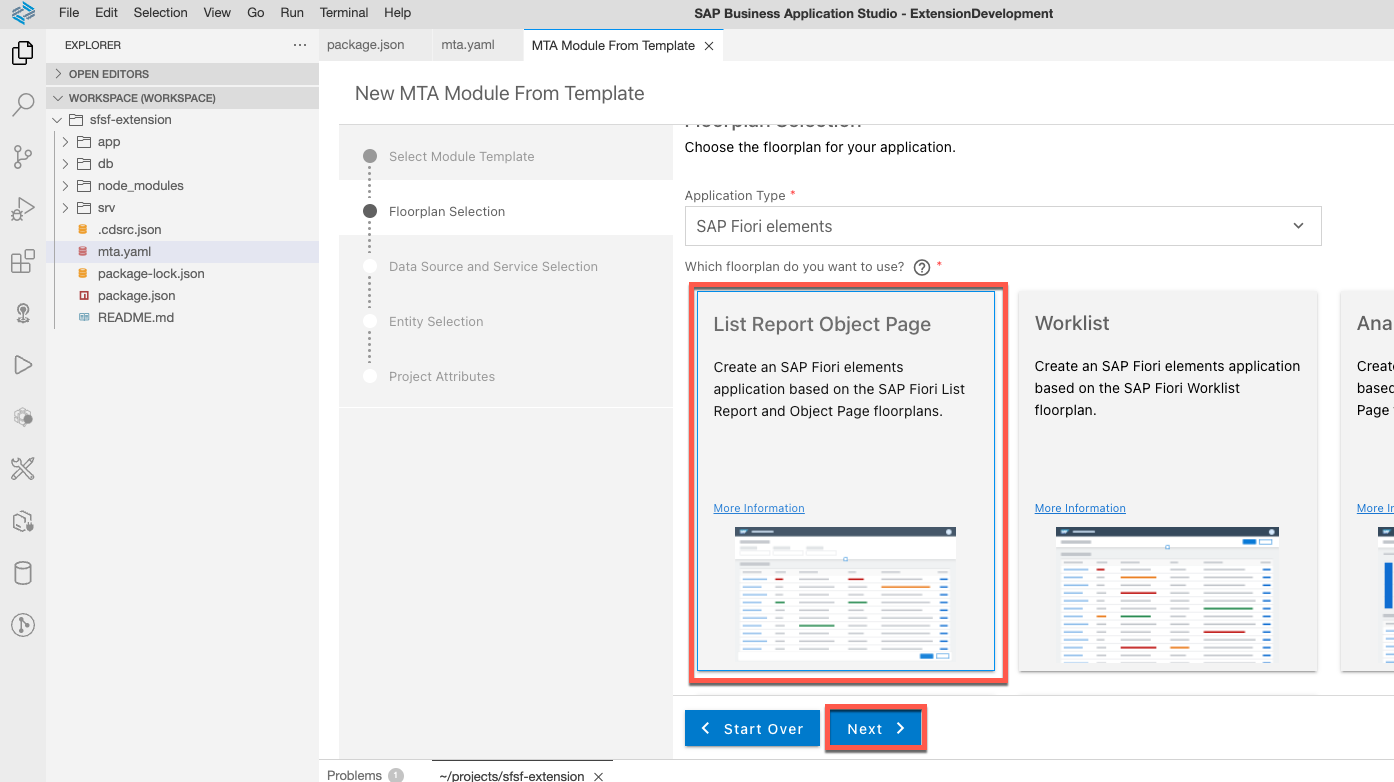 File Edit Selection View Go Run Terminal Help
SAP Business Application Studio - ExtensionDevelopment
EXPLORER
OPEN EDITORS
WORKSPACE (WORKSPACE)
sfsf-extension
app
db
node_modules
srv
.cdsrc.json
mta.yaml
package-lock.json
package.json
README.md
package.json mta.yaml MTA Module From Template
New MTA Module From Template
Select Module Template
Floorplan Selection
Data Source and Service Selection
Entity Selection
Project Attributes
Floorplan Selection
Choose the floorplan for your application.
Application Type *
SAP Fiori elements
Which floorplan do you want to use? *
List Report Object Page
Create an SAP Fiori elements
application based on the SAP Fiori List
Report and Object Page floorplans.
More Information
Worklist
Create an SAP Fiori elements application
based on the SAP Fiori Worklist
floorplan.
More Information
Ana
Creat
based
Page
More In
Start Over
Next
Problems 1
~/projects/sfsf-extension